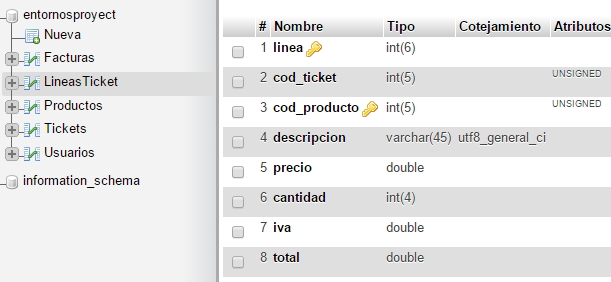 entornosproyect
Nueva
Facturas
LineasTicket
Productos
Tickets
Usuarios
information_schema
# Nombre Tipo Cotejamiento Atributos
1 linea int(6)
2 cod_ticket int(5) UNSIGNED
3 cod_producto int(5) UNSIGNED
4 descripcion varchar(45) utf8_general_ci
5 precio double
6 cantidad int(4)
7 iva double
8 total double